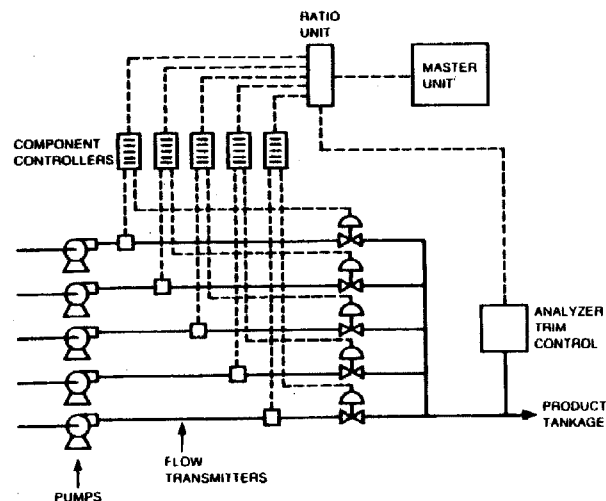 RATIO
UNIT
MASTER
UNIT
COMPONENT
CONTROLLERS
ANALYZER
TRIM
CONTROL
PRODUCT
TANKAGE
FLOW
TRANSMITTERS
PUMPS